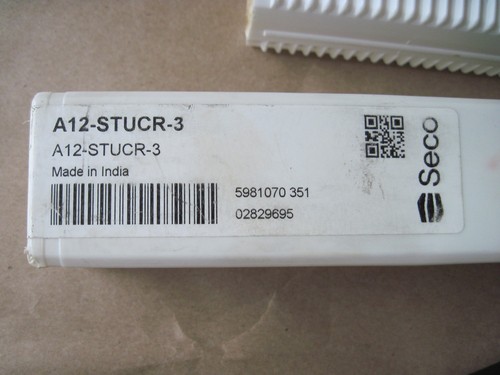 A12-STUCR-3
A12-STUCR-3
Made in India
5981070 351
02829695
Seco